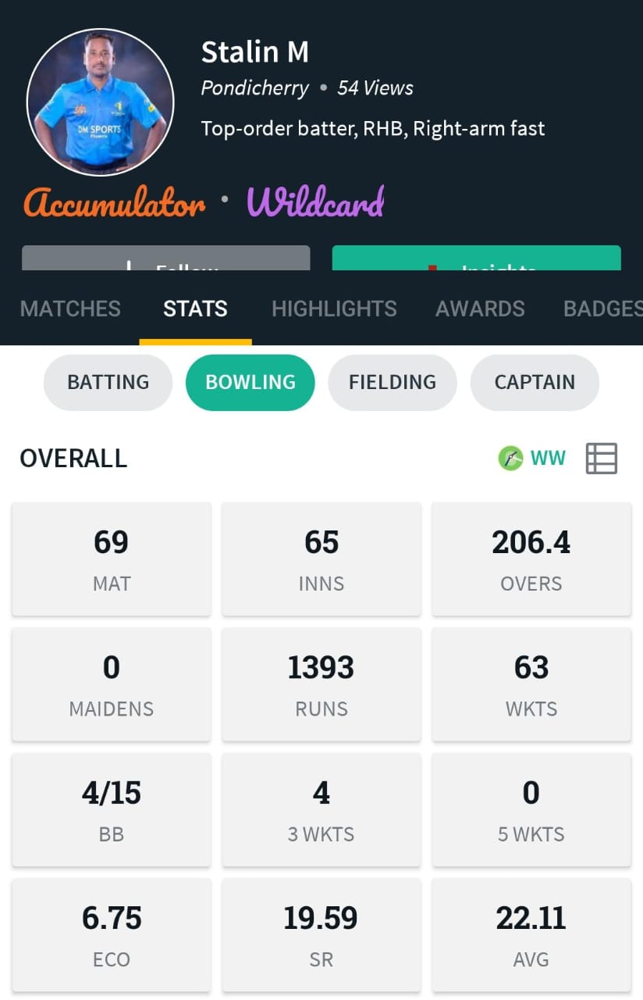 Stalin M
Pondicherry • 54 Views
Top-order batter, RHB, Right-arm fast
DM SPORTS
Accumulator • Wildcard
Follow Insights
MATCHES STATS HIGHLIGHTS AWARDS BADGES
BATTING BOWLING FIELDING CAPTAIN
OVERALL WW
69 65 206.4
MAT INNS OVERS
0 1393 63
MAIDENS RUNS WKTS
4/15 4 0
BB 3 WKTS 5 WKTS
6.75 19.59 22.11
ECO SR AVG